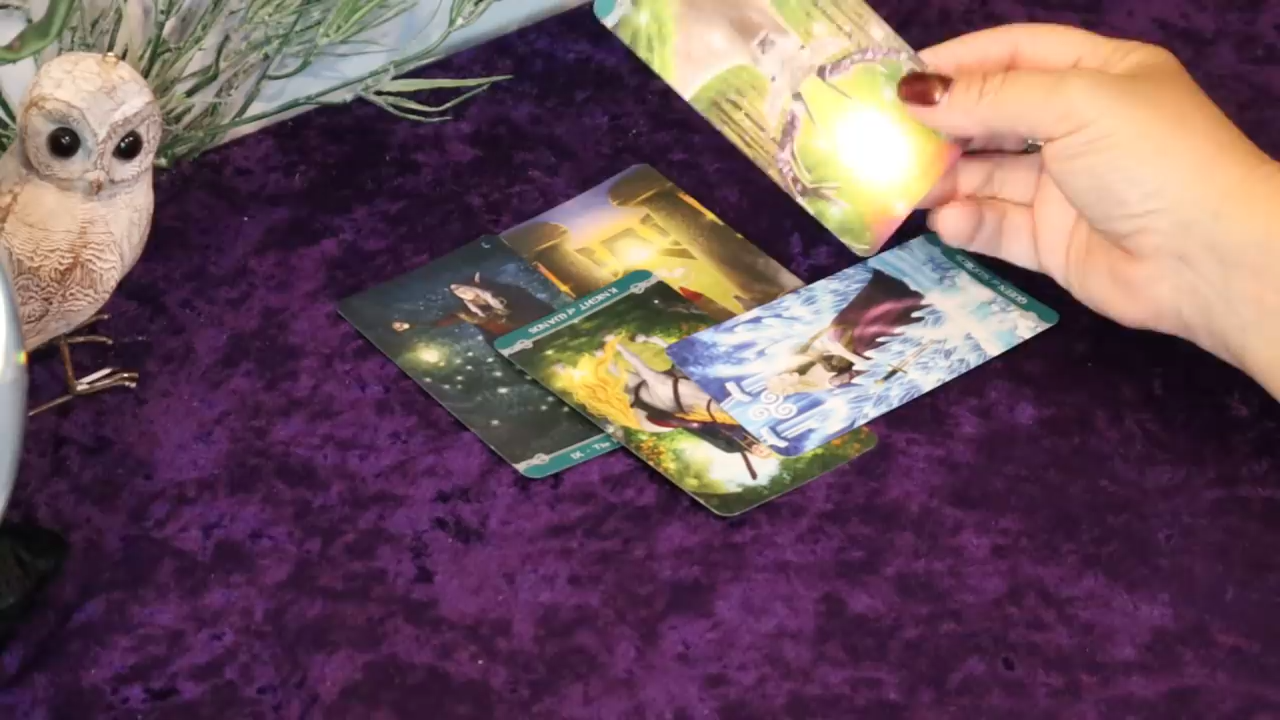 KNIGHT of WANDS
QUEEN of SWORDS
IX · The